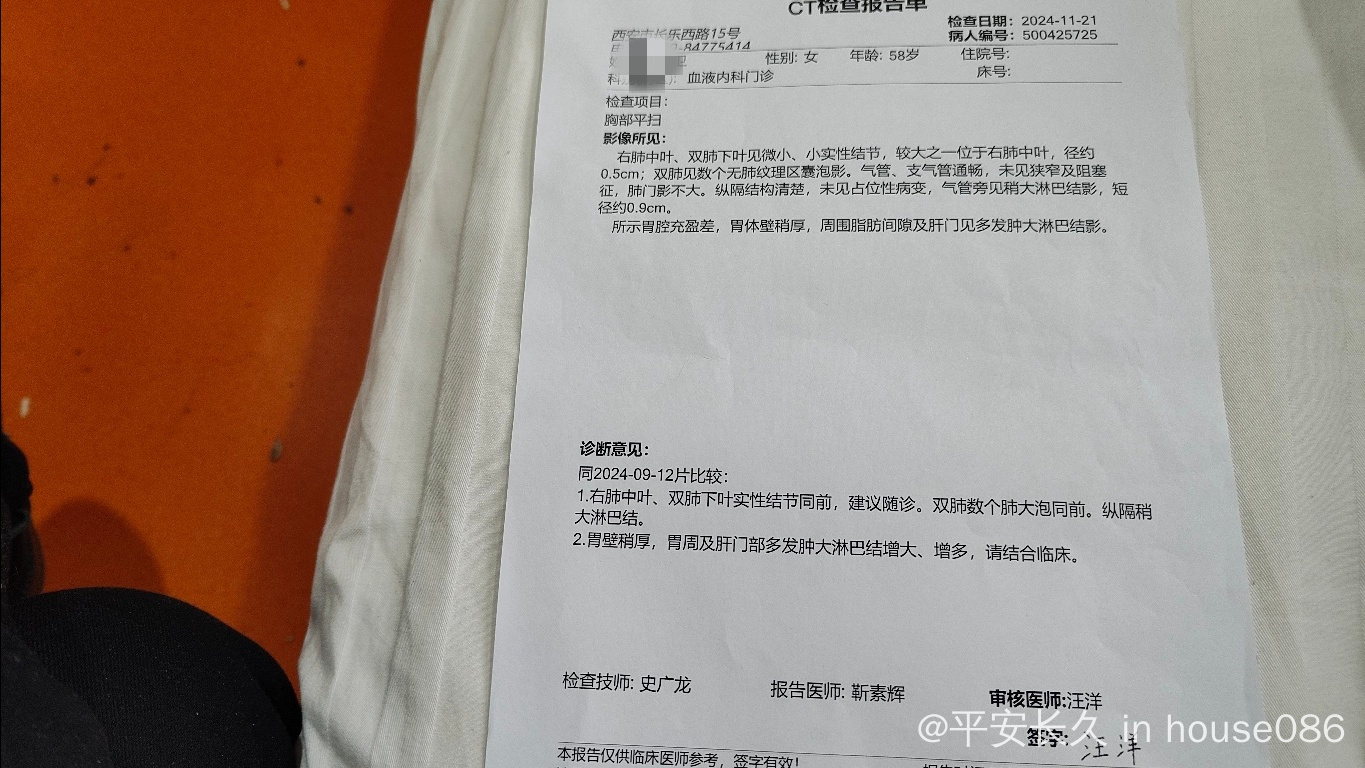 CT检查报告单
检查日期：2024-11-21
西安市长乐西路15号
病人编号：500425725
-84775414
性别: 女 年龄: 58岁 住院号:
血液内科门诊 床号:
检查项目:
胸部平扫
影像所见:
右肺中叶、双肺下叶见微小、小实性结节，较大之一位于右肺中叶，径约
0.5cm；双肺见数个无肺纹理区囊泡影。气管、支气管通畅，未见狭窄及阻塞
征，肺门影不大。纵隔结构清楚，未见占位性病变，气管旁见稍大淋巴结影，短
径约0.9cm。
所示胃腔充盈差，胃体壁稍厚，周围脂肪间隙及肝门见多发肿大淋巴结影。
诊断意见:
同2024-09-12片比较:
1.右肺中叶、双肺下叶实性结节同前，建议随诊。双肺数个肺大泡同前。纵隔稍
大淋巴结。
2.胃壁稍厚，胃周及肝门部多发肿大淋巴结增大、增多，请结合临床。
检查技师: 史广龙 报告医师: 靳素辉 审核医师:汪洋
签字: 汪洋
本报告仅供临床医师参考，签字有效!
@平安长久 in house086